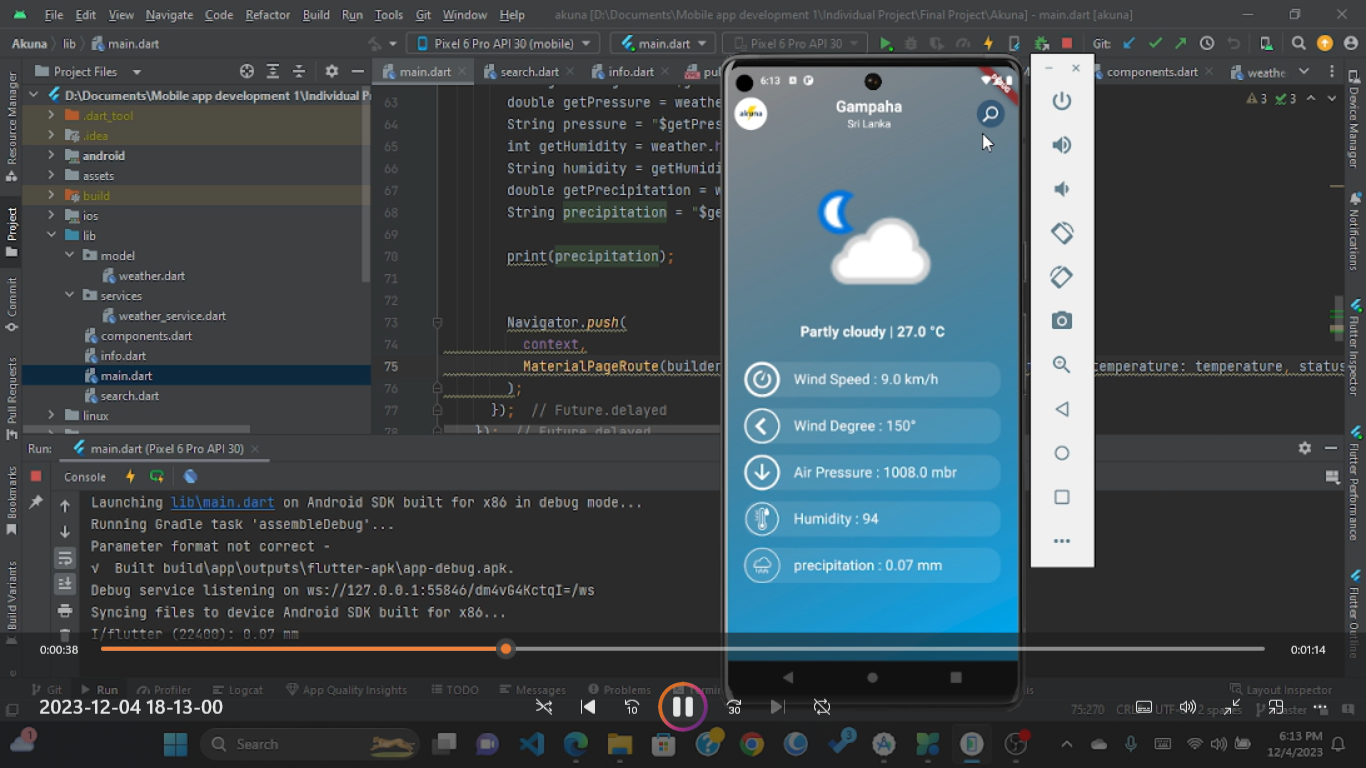 File Edit View Navigate Code Refactor Build Run Tools Git Window Help akuna [D:\Documents\Mobile app development 1\Individual Project\Final Project\Akuna] - main.dart [akuna]
Akuna lib main.dart Pixel 6 Pro API 30 (mobile) main.dart Pixel 6 Pro API 30 Git:
Project Files main.dart search.dart info.dart pu components.dart weathe
D:\Documents\Mobile app development 1\Individual P
.dart_tool
.idea
android
assets
build
ios
lib
model
weather.dart
services
weather_service.dart
components.dart
info.dart
main.dart
search.dart
linux
Resource Manager
Project
Commit
Pull Requests
Bookmarks
Build Variants
63 double getPressure = weathe
64 String pressure = "$getPres
65 int getHumidity = weather.h
66 String humidity = getHumidi
67 double getPrecipitation = w
68 String precipitation = "$ge
69
70 print(precipitation);
71
72
73 Navigator.push(
74 context,
75 MaterialPageRoute(builder temperature: temperature, status
76 );
77 }); // Future.delayed
78 }); // Future.delayed
3 3
Device Manager
Notifications
Flutter Inspector
Flutter Performance
Flutter Outline
6:13
akuna
Gampaha
Sri Lanka
Partly cloudy | 27.0 °C
Wind Speed : 9.0 km/h
Wind Degree : 150°
Air Pressure : 1008.0 mbr
Humidity : 94
precipitation : 0.07 mm
Run: main.dart (Pixel 6 Pro API 30)
Console
Launching lib\main.dart on Android SDK built for x86 in debug mode...
Running Gradle task 'assembleDebug'...
Parameter format not correct -
√ Built build\app\outputs\flutter-apk\app-debug.apk.
Debug service listening on ws://127.0.0.1:55846/dm4vG4KctqI=/ws
Syncing files to device Android SDK built for x86...
I/flutter (22400): 0.07 mm
0:00:38 0:01:14
Git Run Profiler Logcat App Quality Insights TODO Messages Problems Termin Layout Inspector
2023-12-04 18-13-00 10 30 75:270
1 Search 3 6:13 PM
12/4/2023